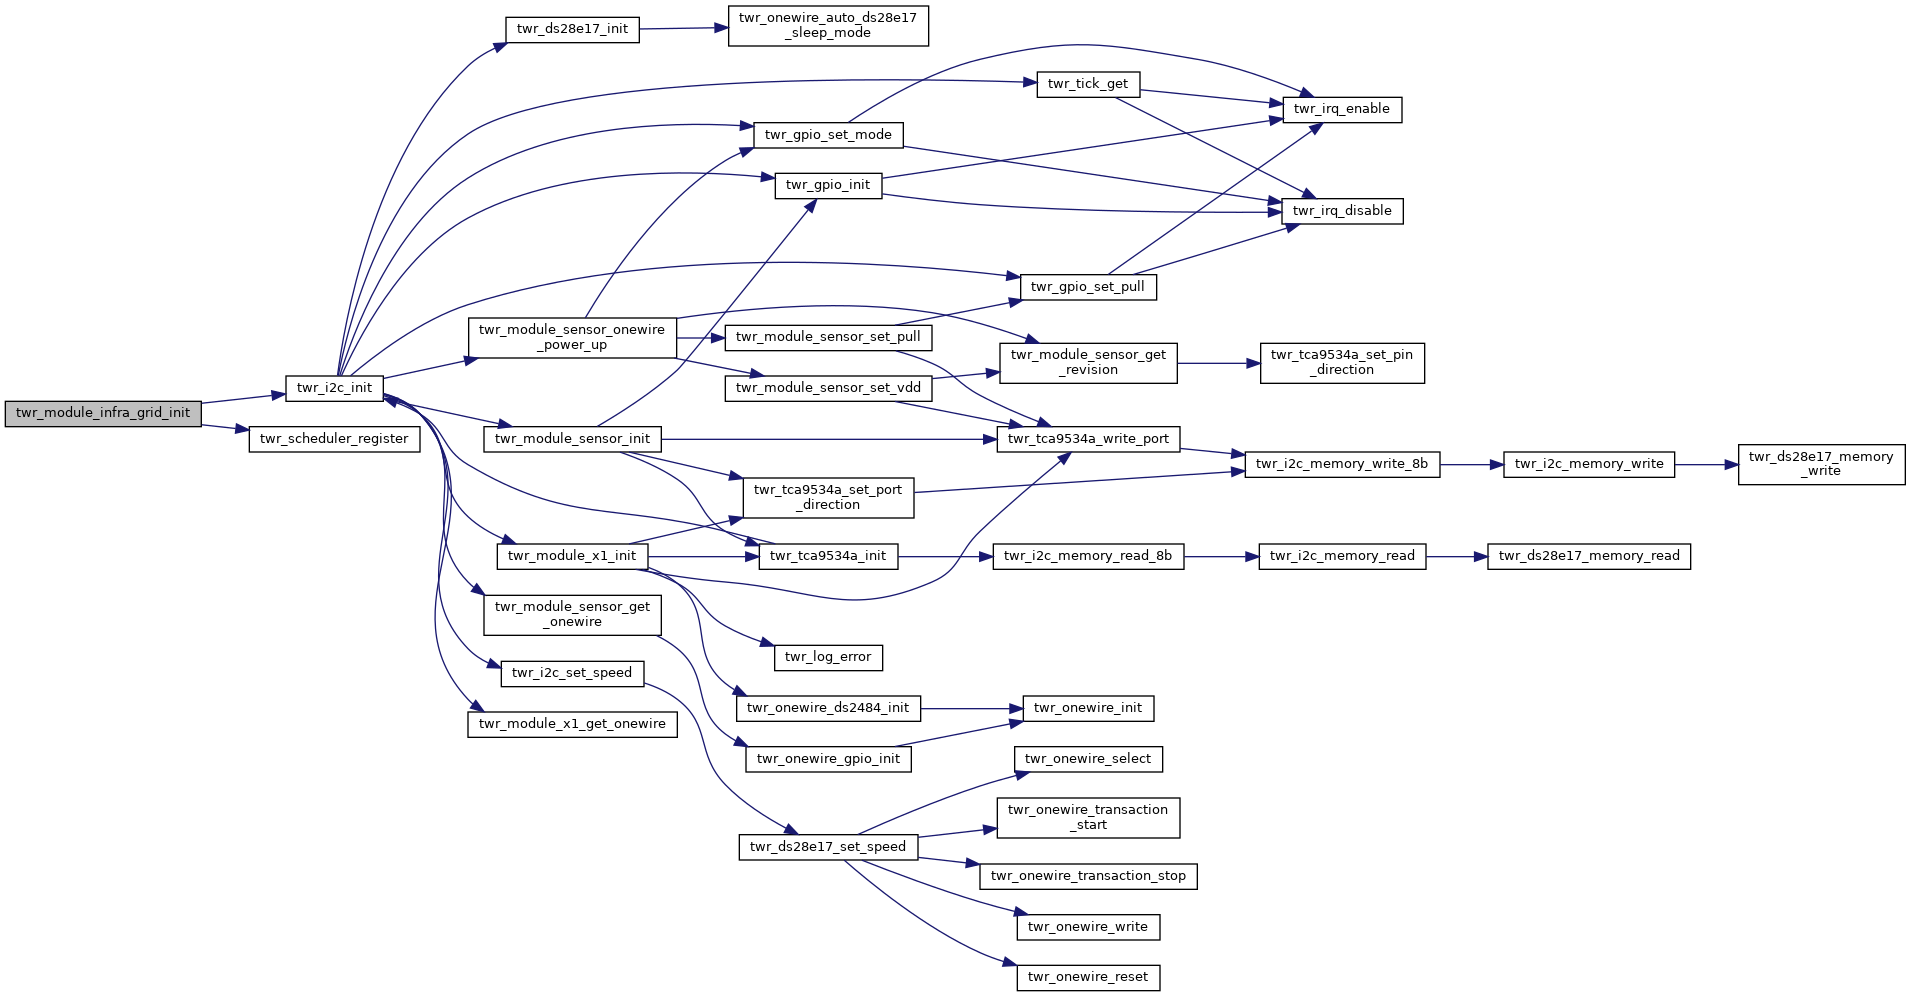 twr_ds28e17_init
twr_onewire_auto_ds28e17
_sleep_mode
twr_tick_get
twr_irq_enable
twr_gpio_set_mode
twr_gpio_init
twr_irq_disable
twr_gpio_set_pull
twr_module_sensor_onewire
_power_up
twr_module_sensor_set_pull
twr_module_sensor_get
_revision
twr_tca9534a_set_pin
_direction
twr_i2c_init
twr_module_sensor_set_vdd
twr_module_infra_grid_init
twr_scheduler_register
twr_module_sensor_init
twr_tca9534a_write_port
twr_i2c_memory_write_8b
twr_i2c_memory_write
twr_ds28e17_memory
_write
twr_tca9534a_set_port
_direction
twr_module_x1_init
twr_tca9534a_init
twr_i2c_memory_read_8b
twr_i2c_memory_read
twr_ds28e17_memory_read
twr_module_sensor_get
_onewire
twr_log_error
twr_i2c_set_speed
twr_onewire_ds2484_init
twr_onewire_init
twr_module_x1_get_onewire
twr_onewire_gpio_init
twr_onewire_select
twr_onewire_transaction
_start
twr_ds28e17_set_speed
twr_onewire_transaction_stop
twr_onewire_write
twr_onewire_reset